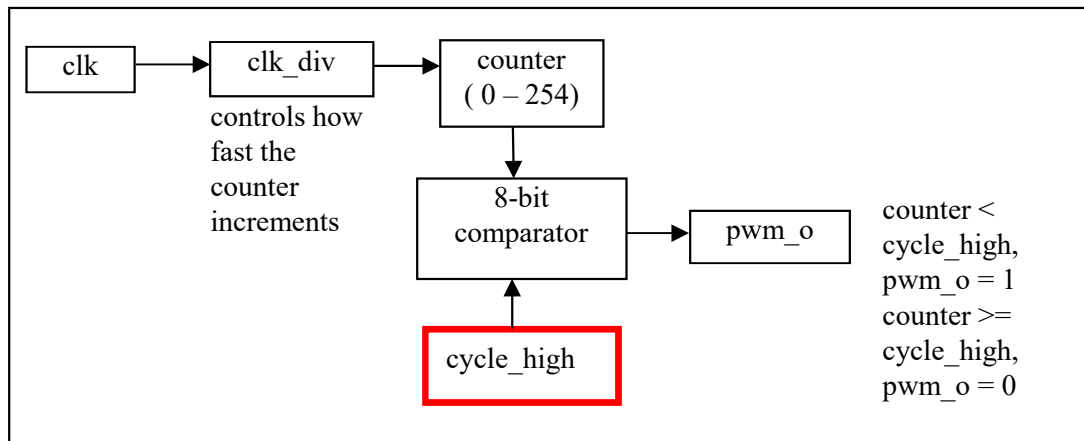 clk
clk_div
counter
( 0 – 254)
controls how
fast the
counter
increments
8-bit
comparator
pwm_o
counter <
cycle_high,
pwm_o = 1
counter >=
cycle_high,
pwm_o = 0
cycle_high